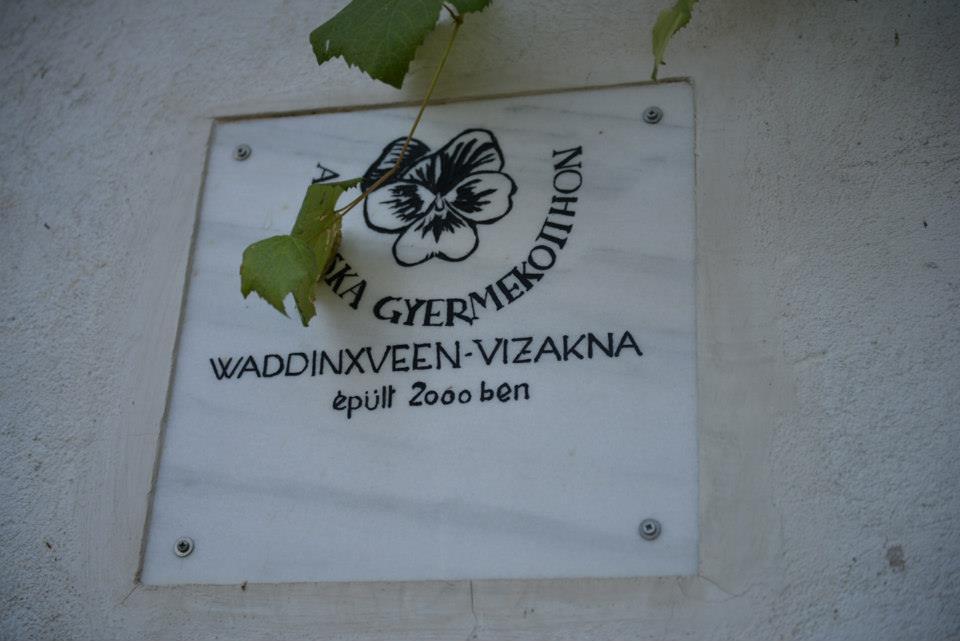 GYERMEKOTTHON
WADDINXVEEN-VIZAKNA
épült 2000 ben